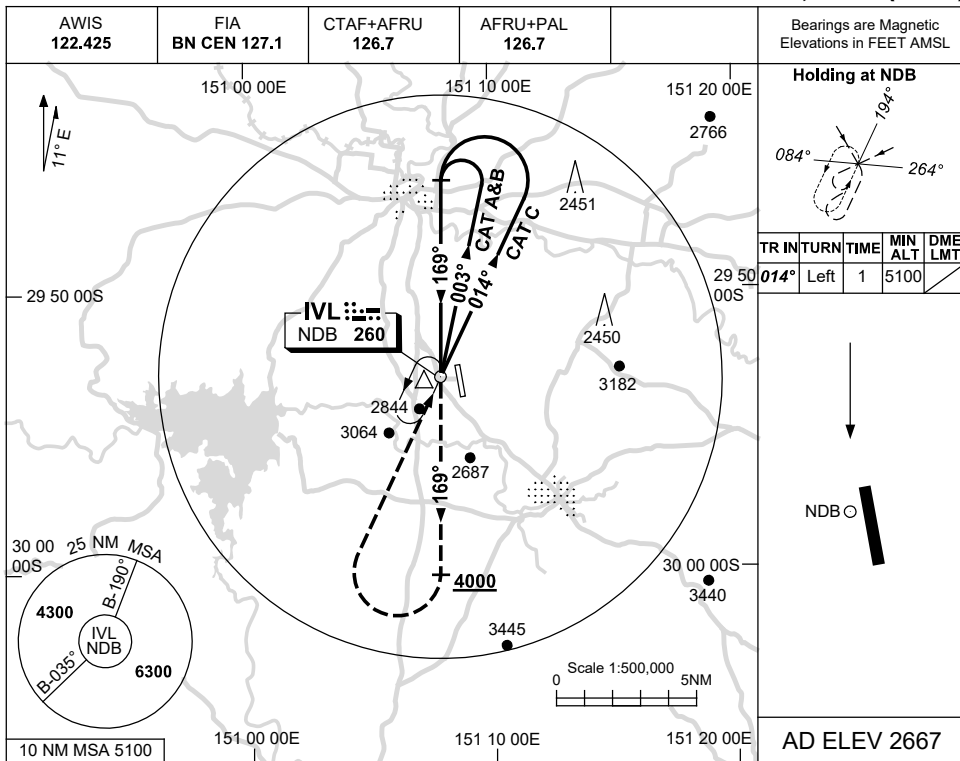 AWIS
122.425
FIA
BN CEN 127.1
CTAF+AFRU
126.7
AFRU+PAL
126.7
Bearings are Magnetic
Elevations in FEET AMSL
151 00 00E
151 10 00E
151 20 00E
11° E
2766
2451
CAT A&B
CAT C
169°
003°
014°
29 50 00S
29 50
00S
IVL
NDB 260
2450
3182
2844
3064
2687
169°
30 00
00S
25 NM MSA
B-190°
4300
IVL
NDB
B-035°
6300
4000
30 00 00S
3440
3445
Scale 1:500,000
0
5NM
10 NM MSA 5100
151 00 00E
151 10 00E
151 20 00E
Holding at NDB
194°
084°
264°
TR IN TURN TIME MIN ALT DME LMT
014° Left 1 5100
NDB
AD ELEV 2667